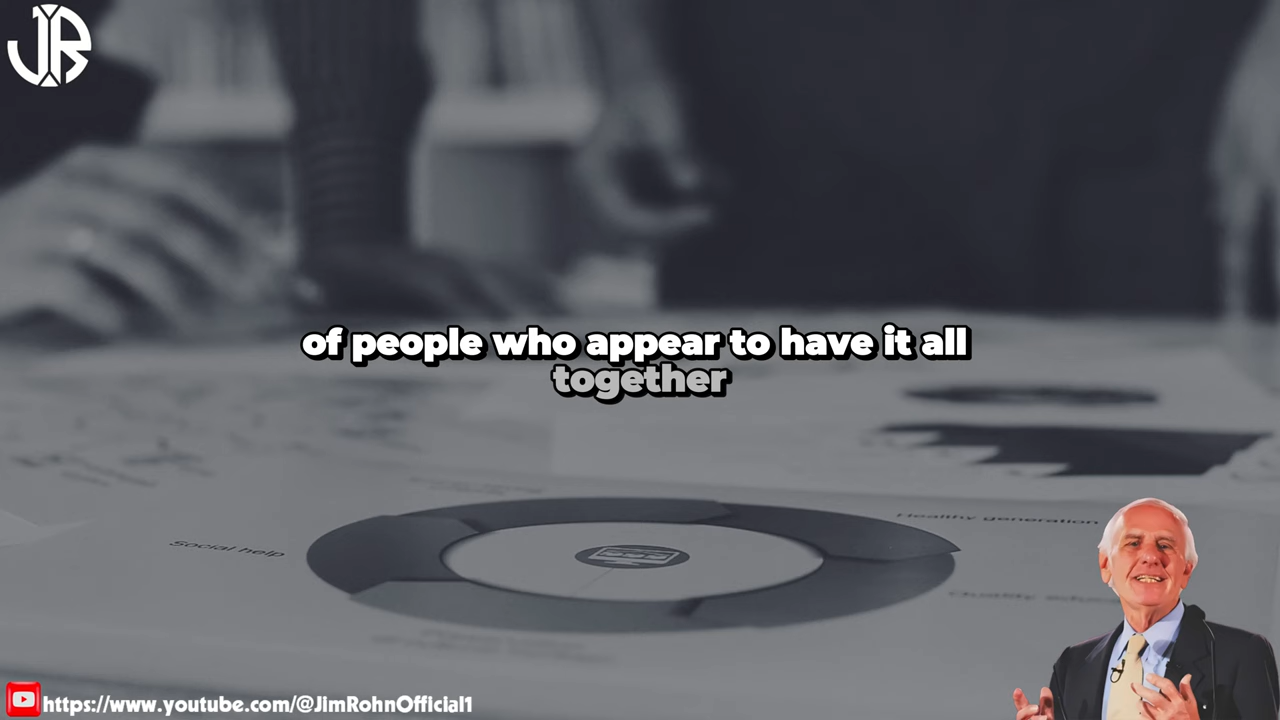 JR
of people who appear to have it all
together
Healthy generation
Social help
Quality
https://www.youtube.com/@JimRohnOfficial1